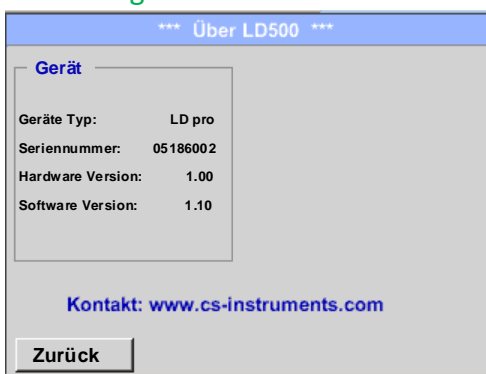 *** Über LD500 ***
Gerät
Geräte Typ: LD pro
Seriennummer: 05186002
Hardware Version: 1.00
Software Version: 1.10
Kontakt: www.cs-instruments.com
Zurück